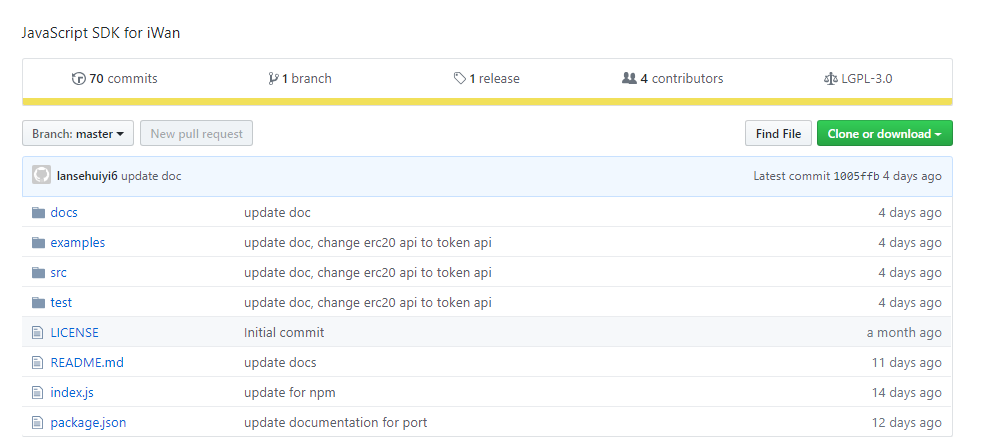 JavaScript SDK for iWan
70 commits 1 branch 1 release 4 contributors LGPL-3.0
Branch: master New pull request Find File Clone or download
lansehuiyi6 update doc Latest commit 1005ffb 4 days ago
docs update doc 4 days ago
examples update doc, change erc20 api to token api 4 days ago
src update doc, change erc20 api to token api 4 days ago
test update doc, change erc20 api to token api 4 days ago
LICENSE Initial commit a month ago
README.md update docs 11 days ago
index.js update for npm 14 days ago
package.json update documentation for port 12 days ago